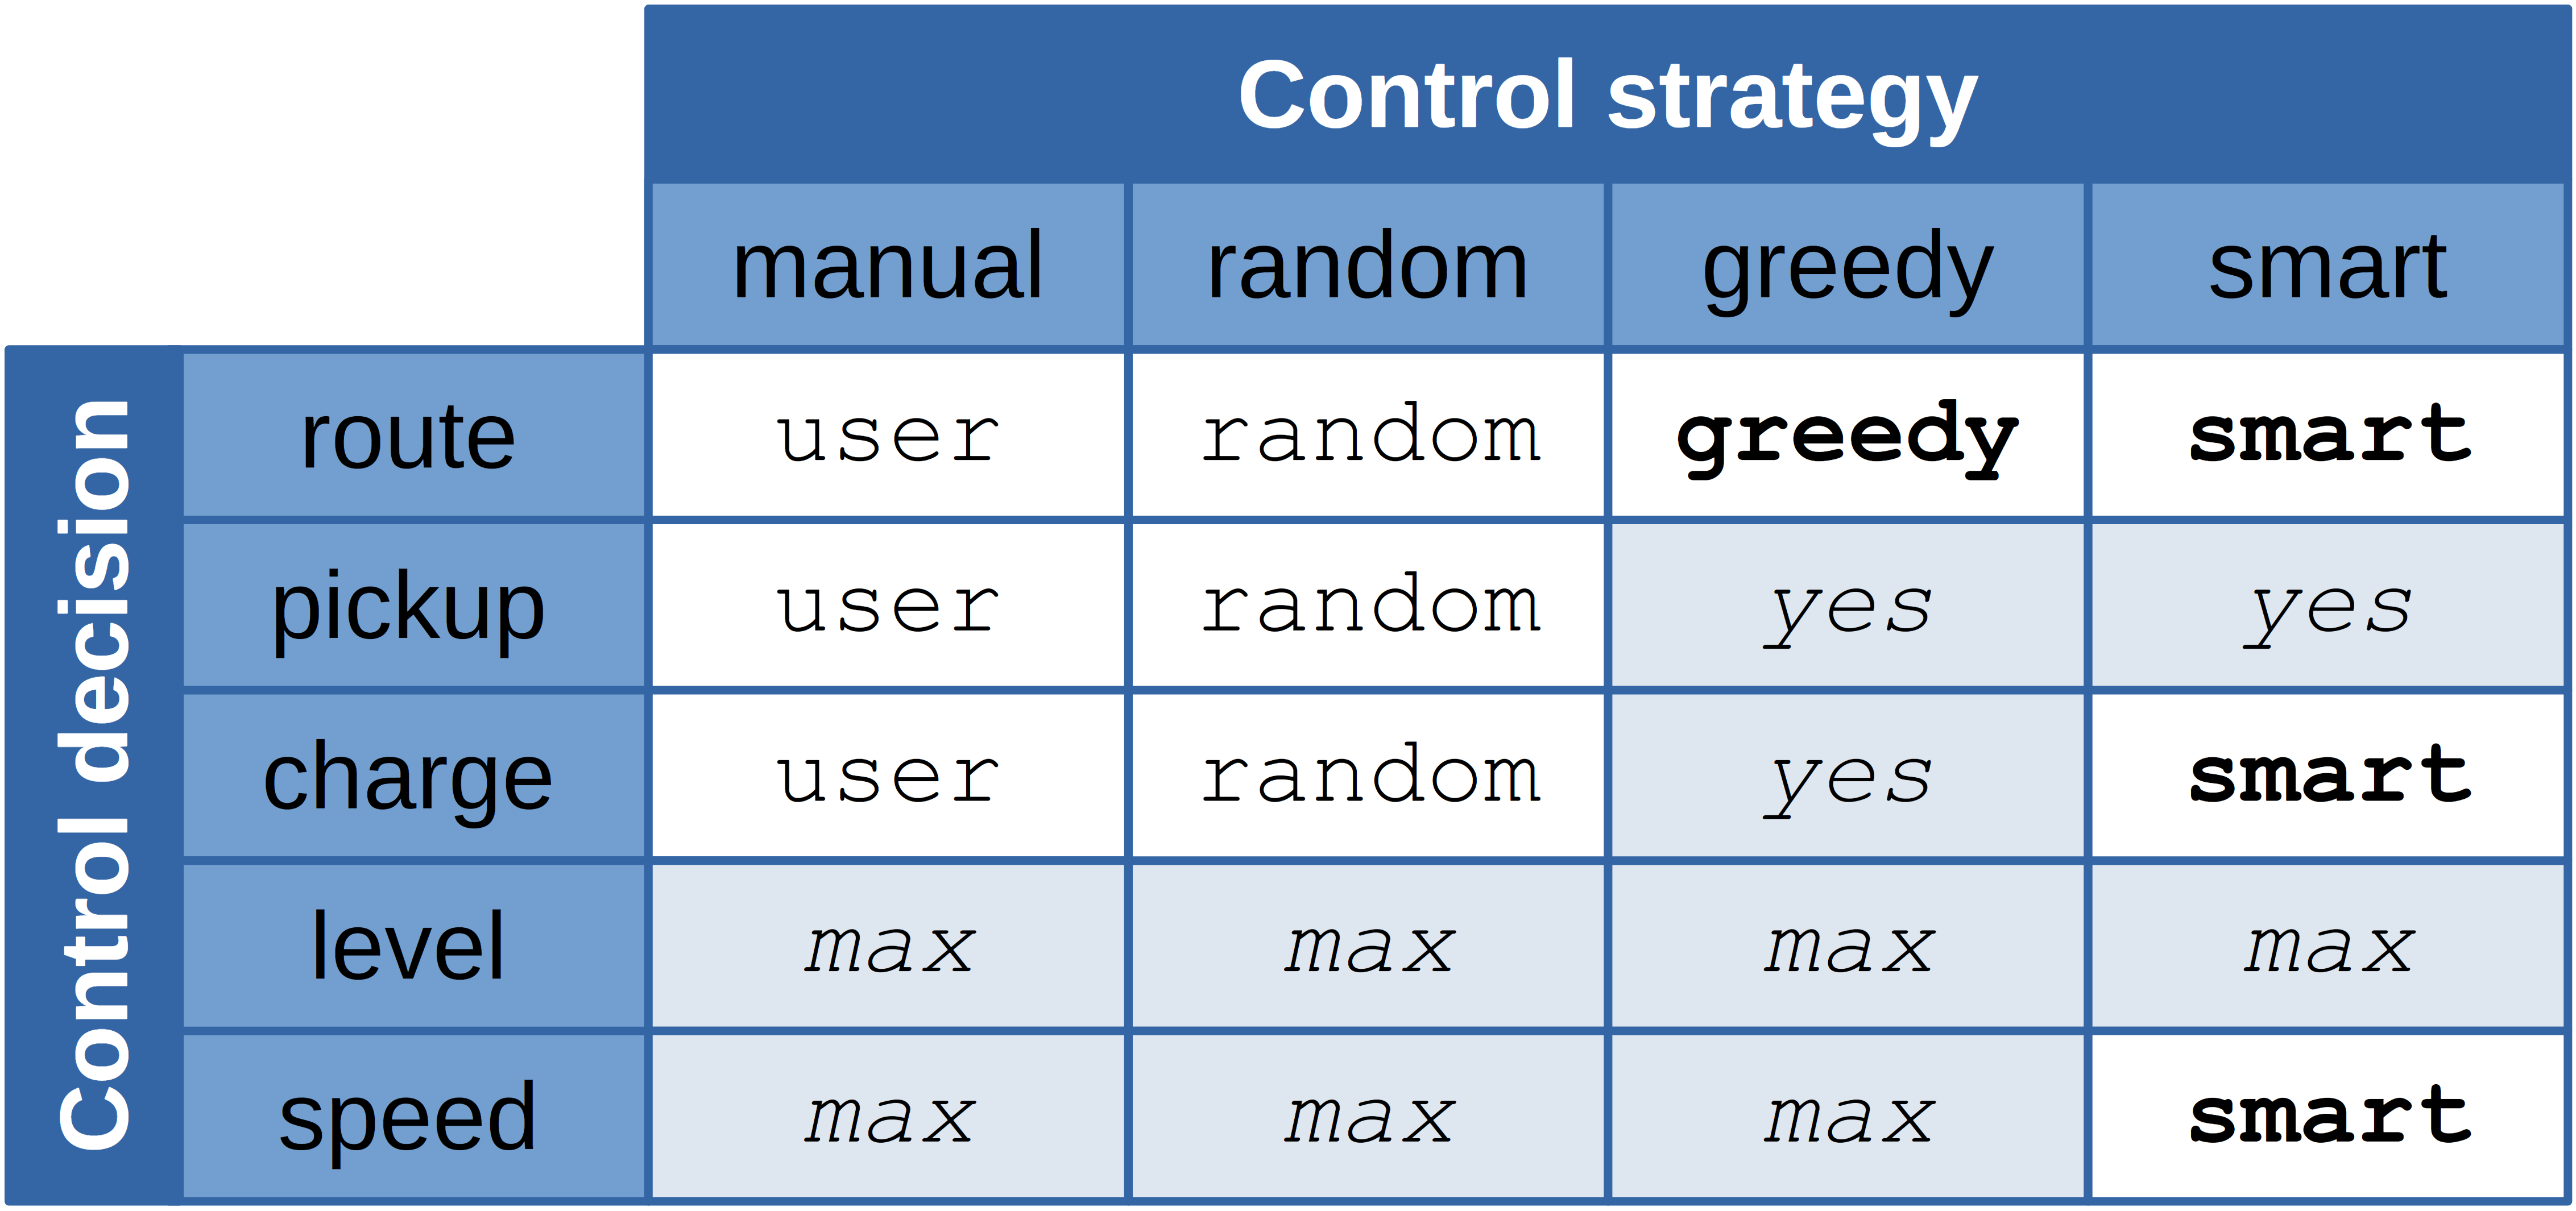 Control strategy
manual random greedy smart
Control decision
route user random greedy smart
pickup user random yes yes
charge user random yes smart
level max max max max
speed max max max smart